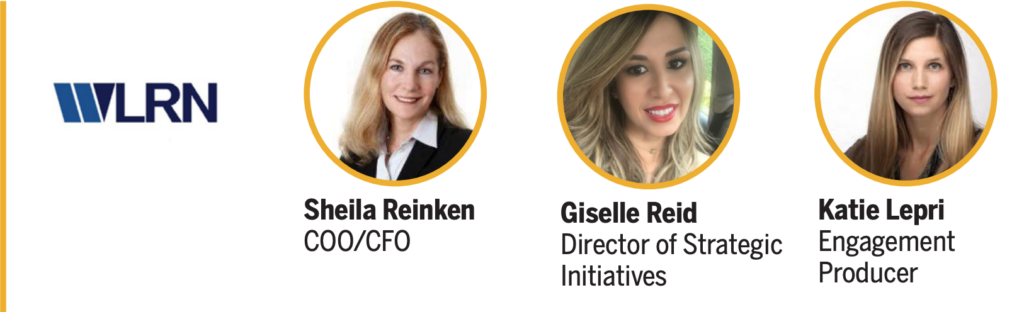 WLRN
Sheila Reinken
COO/CFO
Giselle Reid
Director of Strategic
Initiatives
Katie Lepri
Engagement
Producer